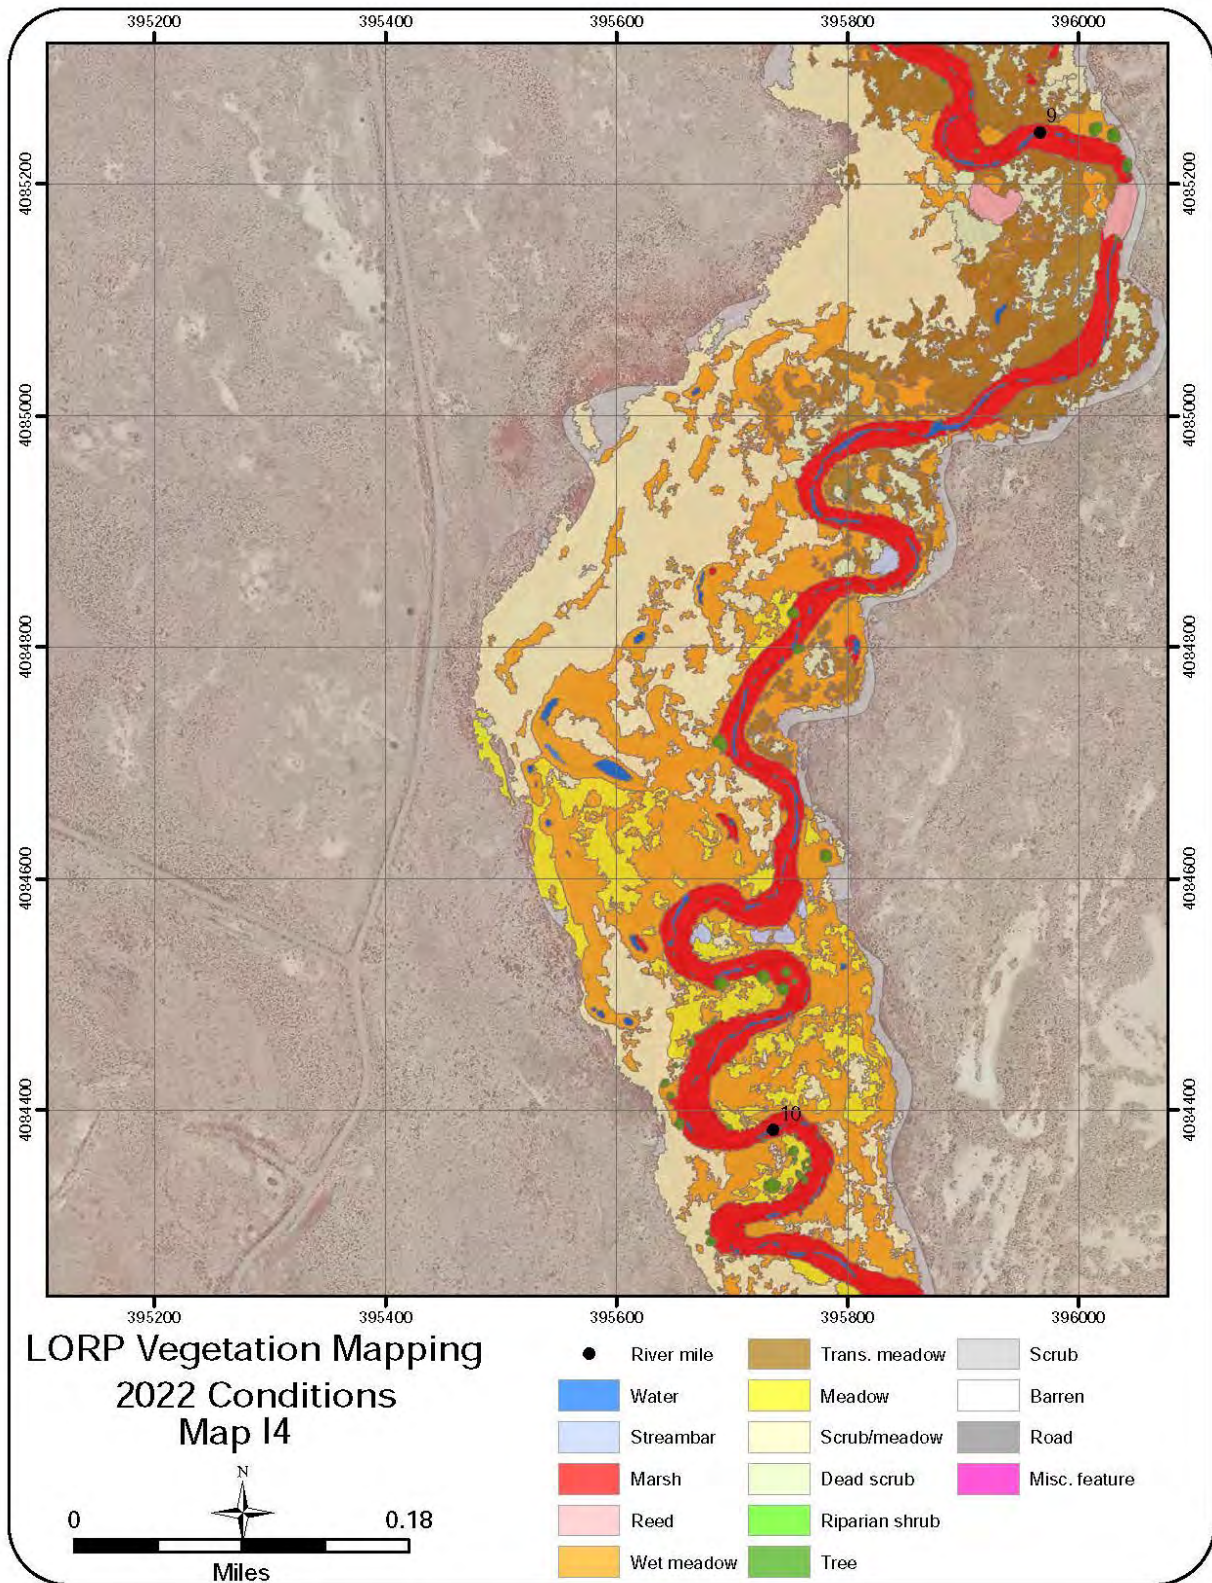 395200 395400 395600 395800 396000
9
4085200 4085200
4085000 4085000
4084800 4084800
4084600 4084600
4084400 4084400
10
395200 395400 395600 395800 396000
LORP Vegetation Mapping
2022 Conditions
Map I4
N
0 0.18
Miles
River mile
Water
Streambar
Marsh
Reed
Wet meadow
Trans. meadow
Meadow
Scrub/meadow
Dead scrub
Riparian shrub
Tree
Scrub
Barren
Road
Misc. feature